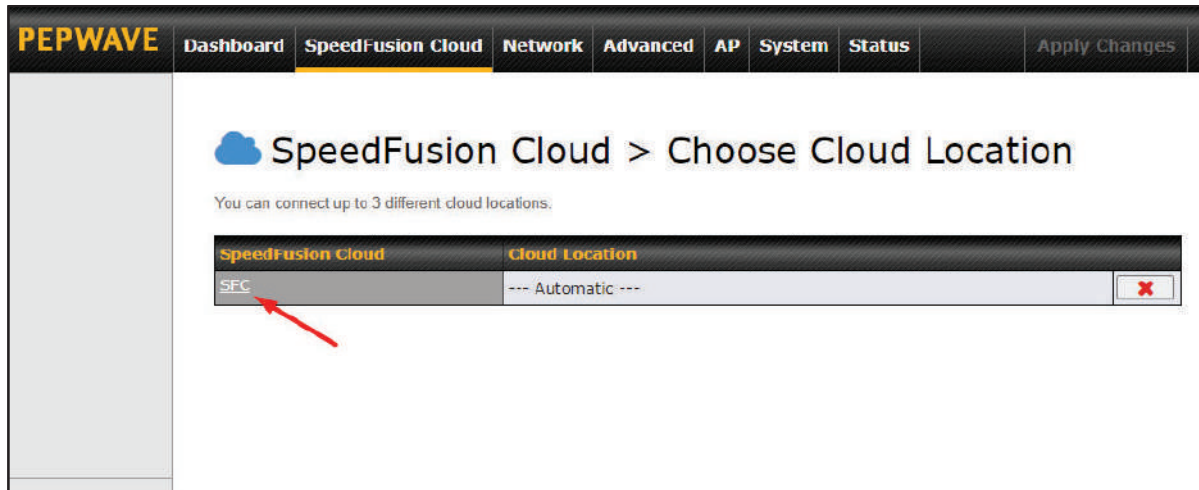 PEPWAVE Dashboard SpeedFusion Cloud Network Advanced AP System Status Apply Changes
SpeedFusion Cloud > Choose Cloud Location
You can connect up to 3 different cloud locations.
SpeedFusion Cloud Cloud Location
SFC --- Automatic ---